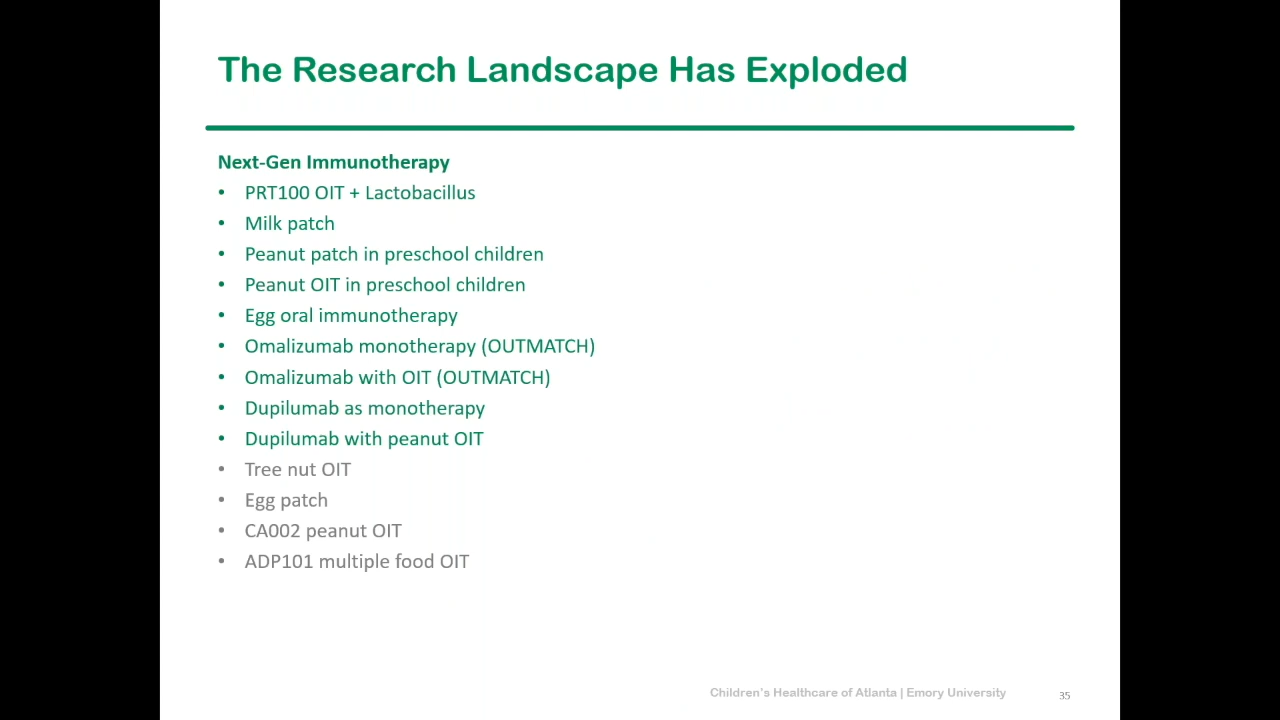 The Research Landscape Has Exploded
Next-Gen Immunotherapy
• PRT100 OIT + Lactobacillus
• Milk patch
• Peanut patch in preschool children
• Peanut OIT in preschool children
• Egg oral immunotherapy
• Omalizumab monotherapy (OUTMATCH)
• Omalizumab with OIT (OUTMATCH)
• Dupilumab as monotherapy
• Dupilumab with peanut OIT
• Tree nut OIT
• Egg patch
• CA002 peanut OIT
• ADP101 multiple food OIT
Children's Healthcare of Atlanta | Emory University
35